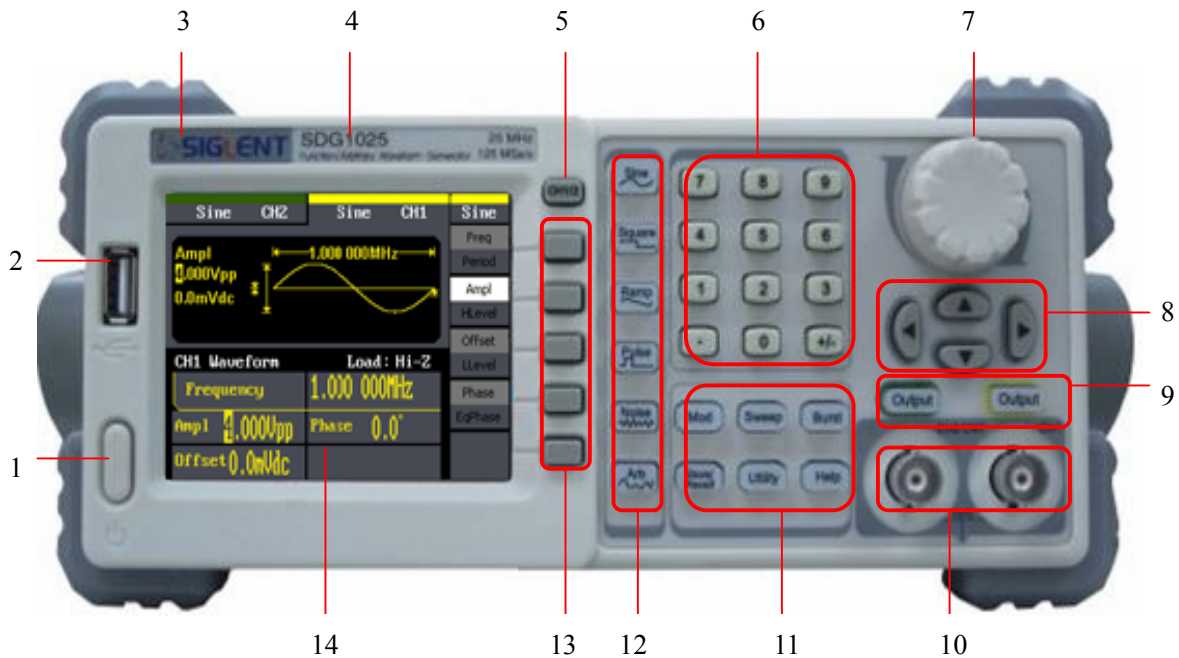 3 4 5 6 7
SIGLENT
SDG1025
25 MHz
Function/Arbitrary Waveform Generator 125 MSa/s
CH1/2
Sine CH2
Sine CH1
Sine
Freq
Period
Ampl
HLevel
Offset
LLevel
Phase
EqPhase
Ampl
.000Vpp
0.0mVdc
1.000 000MHz
CH1 Waveform Load: Hi-Z
Frequency 1.000 000MHz
Ampl .000Vpp Phase 0.0°
Offset 0.0mVdc
Sine
Square
Ramp
Pulse
Noise
Arb
7 8 9
4 5 6
1 2 3
. 0 +/-
Mod Sweep Burst
Store/Recall Utility Help
Output Output
2
1
8
9
14 13 12 11 10